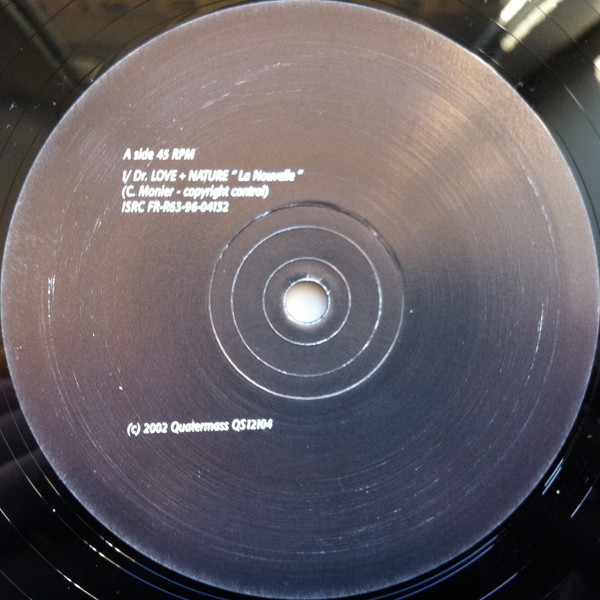 A side 45 RPM
1/ Dr. LOVE + NATURE " La Nouvelle "
(C. Monier - copyright control)
ISRC FR-R63-96-04132
(c) 2002 Quatermass QS12104